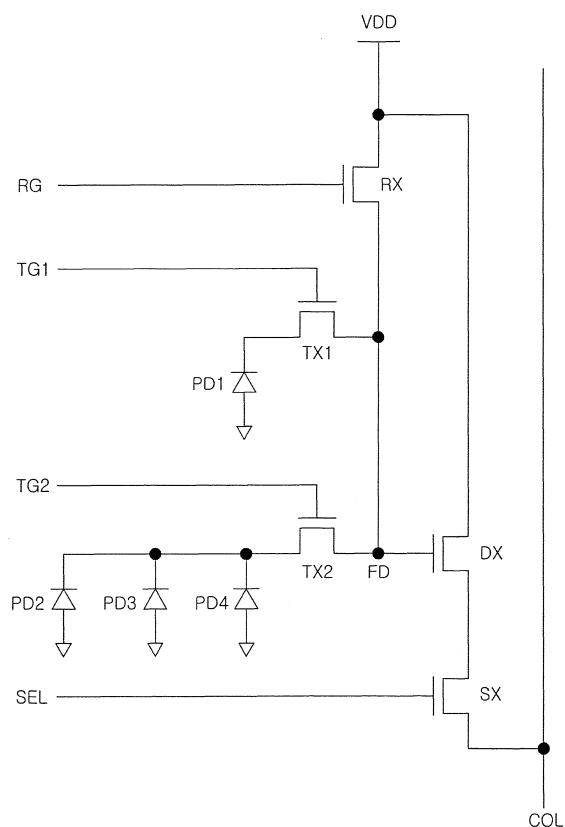 VDD
RG
RX
TG1
TX1
PD1
TG2
TX2
FD
DX
PD2
PD3
PD4
SEL
SX
COL